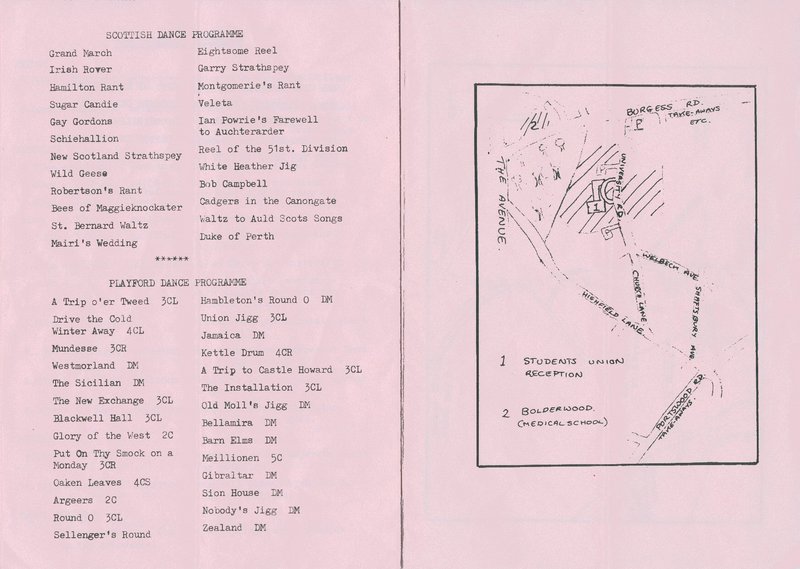 SCOTTISH DANCE PROGRAMME
Grand March
Irish Rover
Hamilton Rant
Sugar Candie
Gay Gordons
Schiehallion
New Scotland Strathspey
Wild Geese
Robertson's Rant
Bees of Maggieknockater
St. Bernard Waltz
Mairi's Wedding
Eightsome Reel
Garry Strathspey
Montgomerie's Rant
Veleta
Ian Powrie's Farewell
to Auchterarder
Reel of the 51st. Division
White Heather Jig
Bob Campbell
Cadgers in the Canongate
Waltz to Auld Scots Songs
Duke of Perth
******
PLAYFORD DANCE PROGRAMME
A Trip o'er Tweed 3CL
Drive the Cold
Winter Away 4CL
Mundesse 3CR
Westmorland DM
The Sicilian DM
The New Exchange 3CL
Blackwell Hall 3CL
Glory of the West 2C
Put On Thy Smock on a
Monday 3CR
Oaken Leaves 4CS
Argeers 2C
Round O 3CL
Sellenger's Round
Hambleton's Round O DM
Union Jigg 3CL
Jamaica DM
Kettle Drum 4CR
A Trip to Castle Howard 3CL
The Installation 3CL
Old Moll's Jigg DM
Bellamira DM
Barn Elms DM
Meillionen 5C
Gibraltar DM
Sion House DM
Nobody's Jigg DM
Zealand DM
BURGESS RD.
TAKE-AWAYS
ETC.
P
THE AVENUE.
UNIVERSITY RD.
1
2
WELBECK AVE
SHAFTSBURY AVE.
CHURCH LANE
HIGHFIELD LANE.
PORTSWOOD RD.
TAKE-AWAYS
1 STUDENTS UNION
RECEPTION
2 BOLDERWOOD.
(MEDICAL SCHOOL)